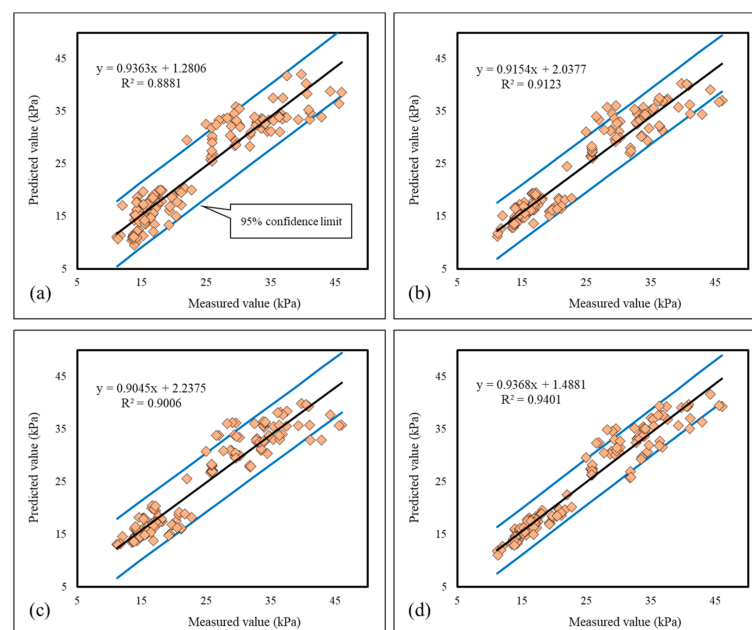 45
35
25
15
5
Predicted value (kPa)
y = 0.9363x + 1.2806
R² = 0.8881
95% confidence limit
5 15 25 35 45
Measured value (kPa)
(a)
45
35
25
15
5
Predicted value (kPa)
y = 0.9154x + 2.0377
R² = 0.9123
5 15 25 35 45
Measured value (kPa)
(b)
45
35
25
15
5
Predicted value (kPa)
y = 0.9045x + 2.2375
R² = 0.9006
5 15 25 35 45
Measured value (kPa)
(c)
45
35
25
15
5
Predicted value (kPa)
y = 0.9368x + 1.4881
R² = 0.9401
5 15 25 35 45
Measured value (kPa)
(d)